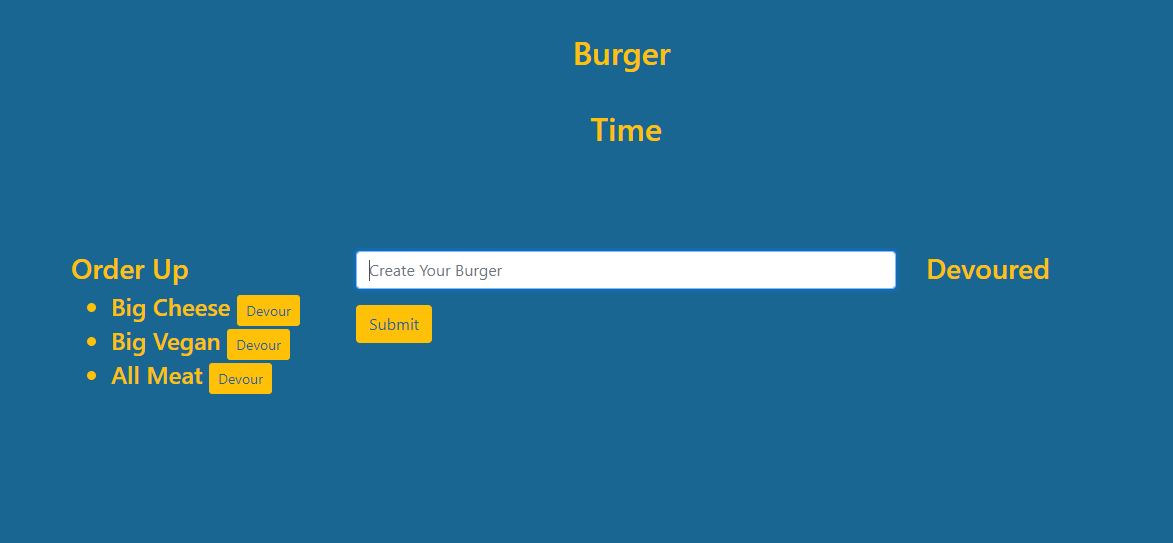 Burger
Time
Order Up
Big Cheese Devour
Big Vegan Devour
All Meat Devour
Create Your Burger
Submit
Devoured